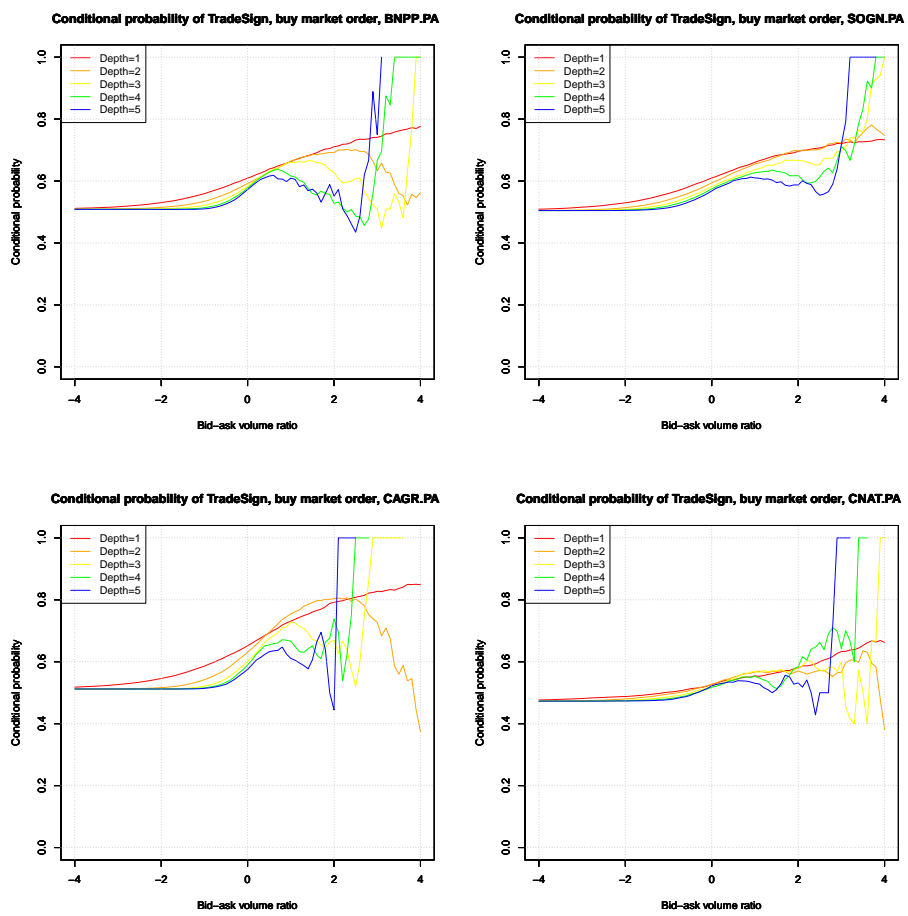 Conditional probability of TradeSign, buy market order, BNPP.PA
Conditional probability
1.0
0.8
0.6
0.4
0.2
0.0
Depth=1
Depth=2
Depth=3
Depth=4
Depth=5
−4
−2
0
2
4
Bid−ask volume ratio
Conditional probability of TradeSign, buy market order, SOGN.PA
Conditional probability
1.0
0.8
0.6
0.4
0.2
0.0
Depth=1
Depth=2
Depth=3
Depth=4
Depth=5
−4
−2
0
2
4
Bid−ask volume ratio
Conditional probability of TradeSign, buy market order, CAGR.PA
Conditional probability
1.0
0.8
0.6
0.4
0.2
0.0
Depth=1
Depth=2
Depth=3
Depth=4
Depth=5
−4
−2
0
2
4
Bid−ask volume ratio
Conditional probability of TradeSign, buy market order, CNAT.PA
Conditional probability
1.0
0.8
0.6
0.4
0.2
0.0
Depth=1
Depth=2
Depth=3
Depth=4
Depth=5
−4
−2
0
2
4
Bid−ask volume ratio